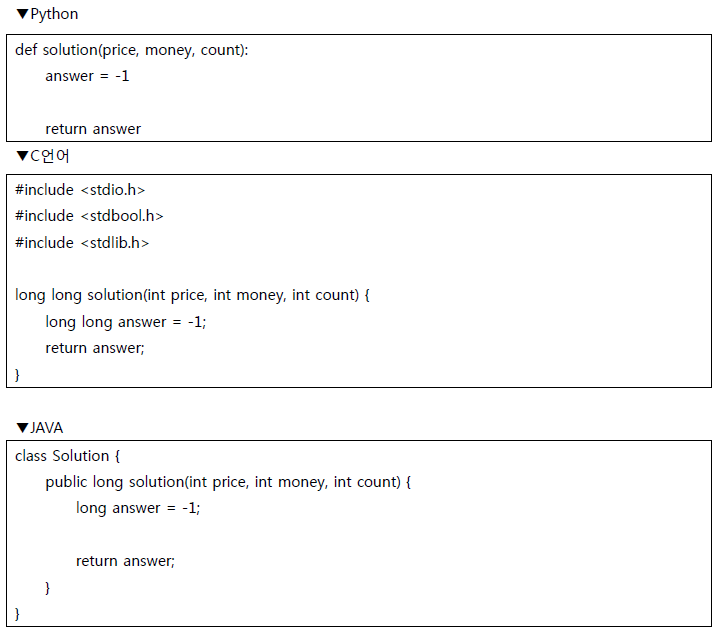 ▼Python
def solution(price, money, count):
answer = -1
return answer
▼C언어
#include <stdio.h>
#include <stdbool.h>
#include <stdlib.h>
long long solution(int price, int money, int count) {
long long answer = -1;
return answer;
}
▼JAVA
class Solution {
public long solution(int price, int money, int count) {
long answer = -1;
return answer;
}
}